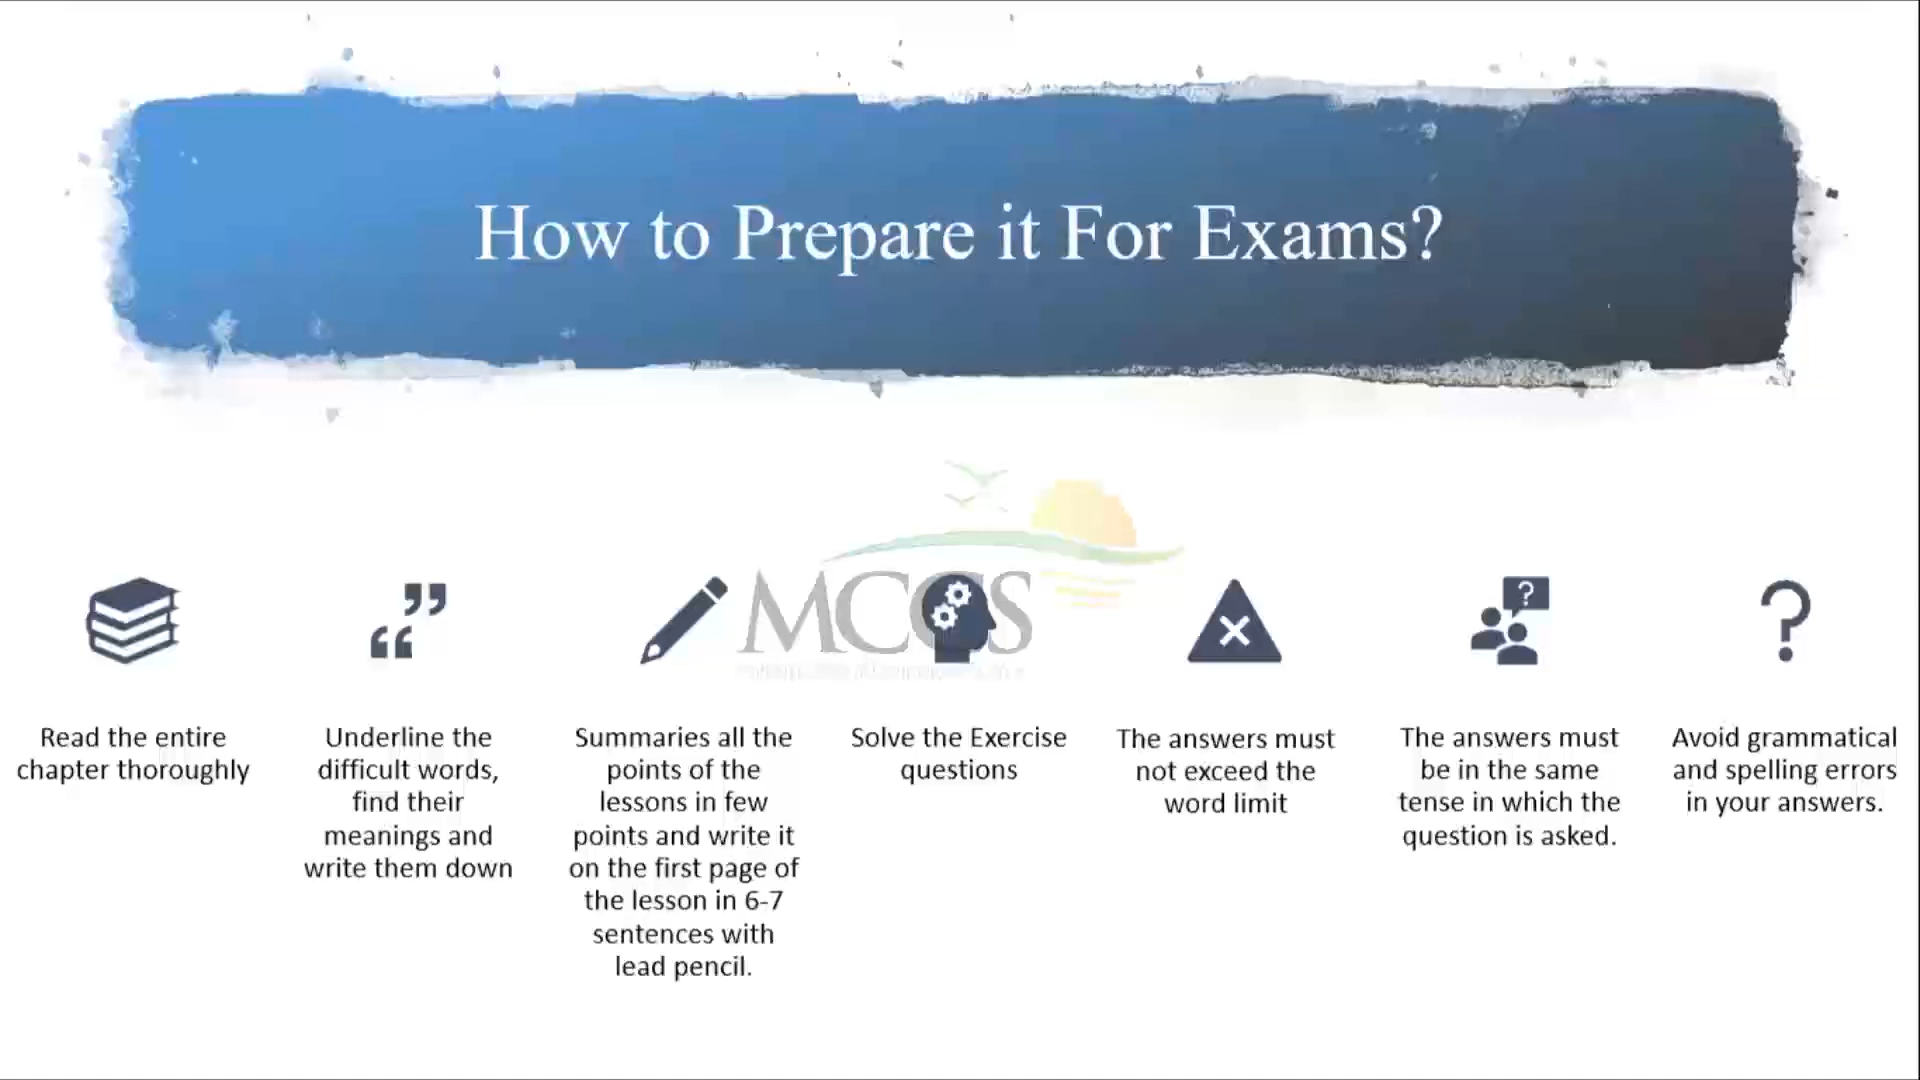 How to Prepare it For Exams?
MCCS
Read the entire
chapter thoroughly
Underline the
difficult words,
find their
meanings and
write them down
Summaries all the
points of the
lessons in few
points and write it
on the first page of
the lesson in 6-7
sentences with
lead pencil.
Solve the Exercise
questions
The answers must
not exceed the
word limit
The answers must
be in the same
tense in which the
question is asked.
Avoid grammatical
and spelling errors
in your answers.